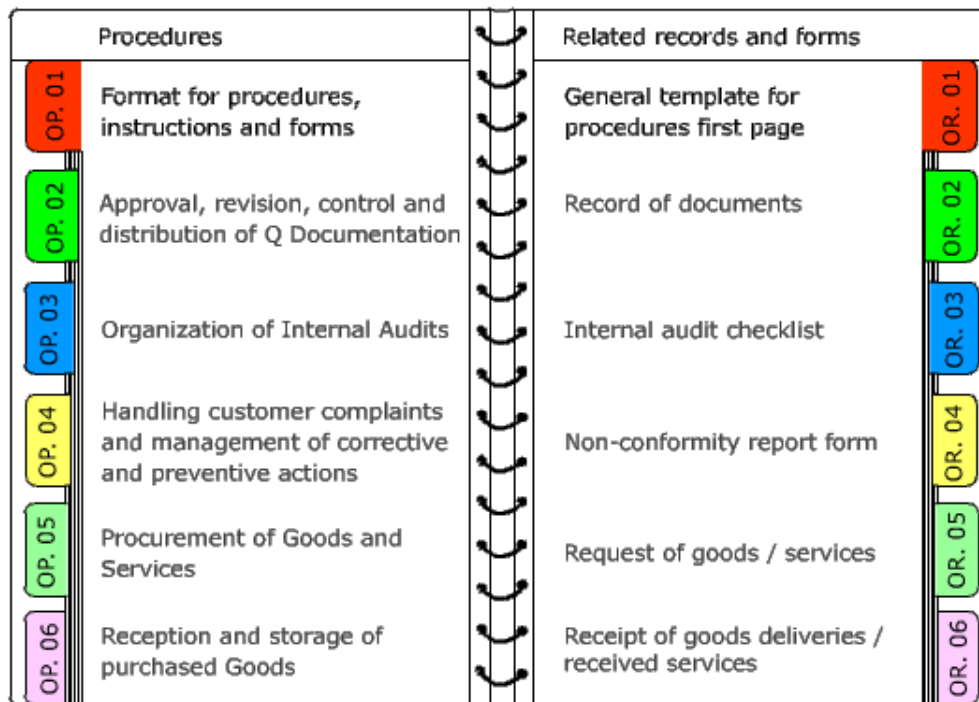 Procedures
Related records and forms
OP. 01
Format for procedures,
instructions and forms
General template for
procedures first page
OR. 01
OP. 02
Approval, revision, control and
distribution of Q Documentation
Record of documents
OR. 02
OP. 03
Organization of Internal Audits
Internal audit checklist
OR. 03
OP. 04
Handling customer complaints
and management of corrective
and preventive actions
Non-conformity report form
OR. 04
OP. 05
Procurement of Goods and
Services
Request of goods / services
OR. 05
OP. 06
Reception and storage of
purchased Goods
Receipt of goods deliveries /
received services
OR. 06